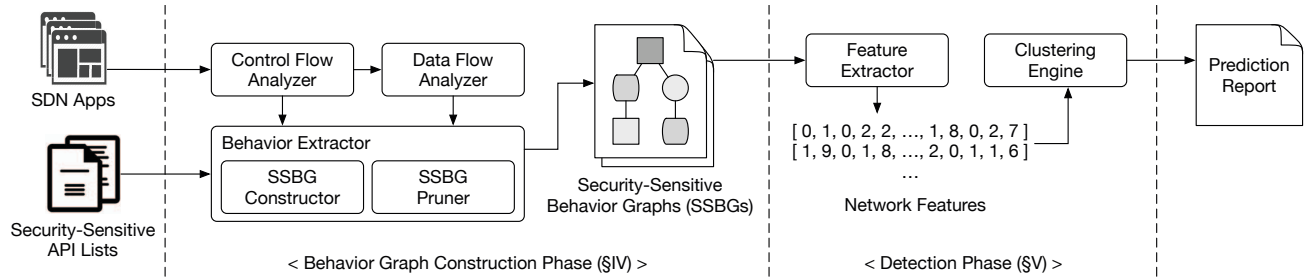 SDN Apps
Security-Sensitive
API Lists
Control Flow
Analyzer
Data Flow
Analyzer
Behavior Extractor
SSBG
Constructor
SSBG
Pruner
Security-Sensitive
Behavior Graphs (SSBGs)
< Behavior Graph Construction Phase (§IV) >
Feature
Extractor
Clustering
Engine
[ 0, 1, 0, 2, 2, ..., 1, 8, 0, 2, 7 ]
[ 1, 9, 0, 1, 8, ..., 2, 0, 1, 1, 6 ]
...
Network Features
< Detection Phase (§V) >
Prediction
Report